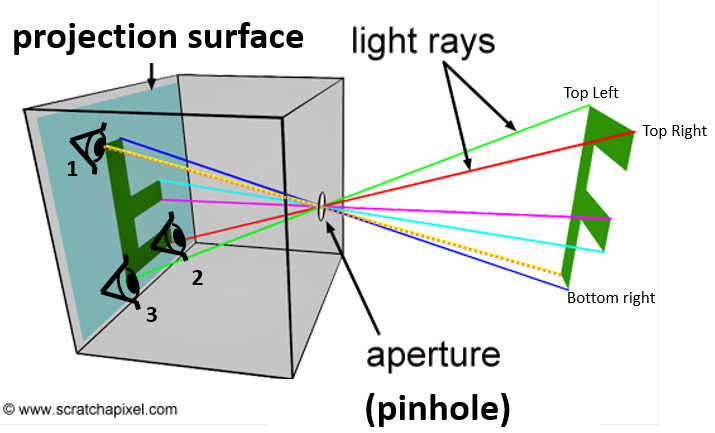 projection surface
light rays
Top Left
Top Right
1
2
3
Bottom right
aperture
(pinhole)
© www.scratchapixel.com